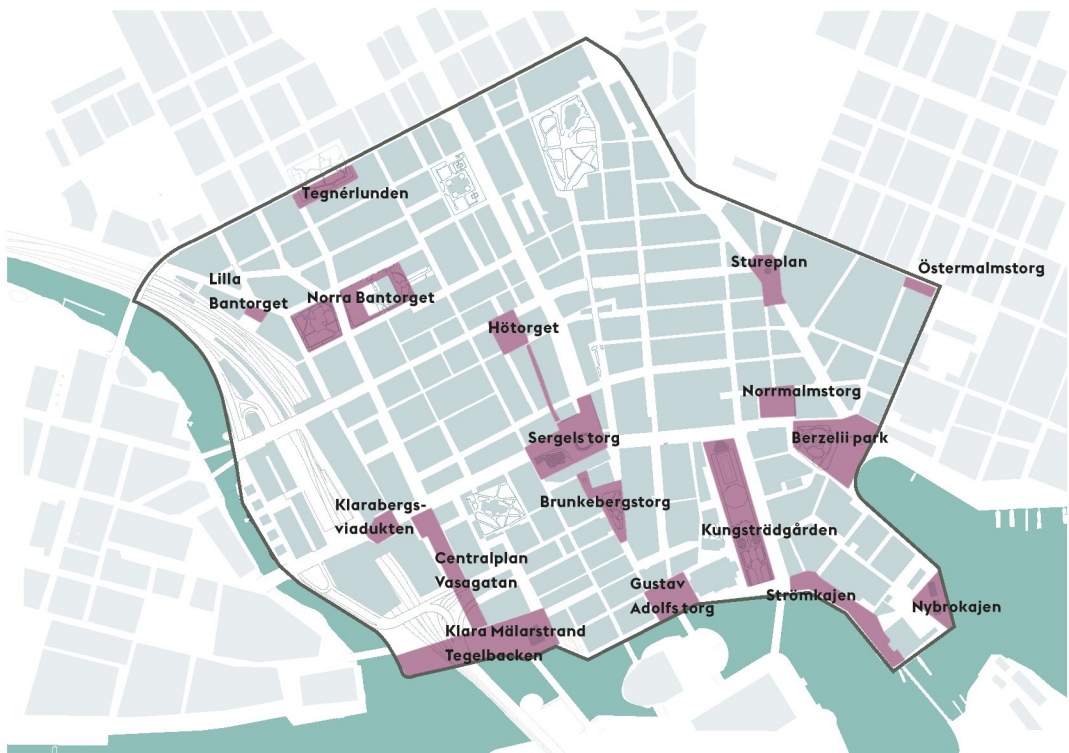 Tegnérlunden
Lilla
Bantorget
Norra Bantorget
Stureplan
Östermalmstorg
Hötorget
Norrmalmstorg
Sergels torg
Berzelii park
Klarabergs-
viadukten
Brunkebergstorg
Kungsträdgården
Centralplan
Vasagatan
Gustav
Adolfs torg
Strömkajen
Nybrokajen
Klara Mälarstrand
Tegelbacken